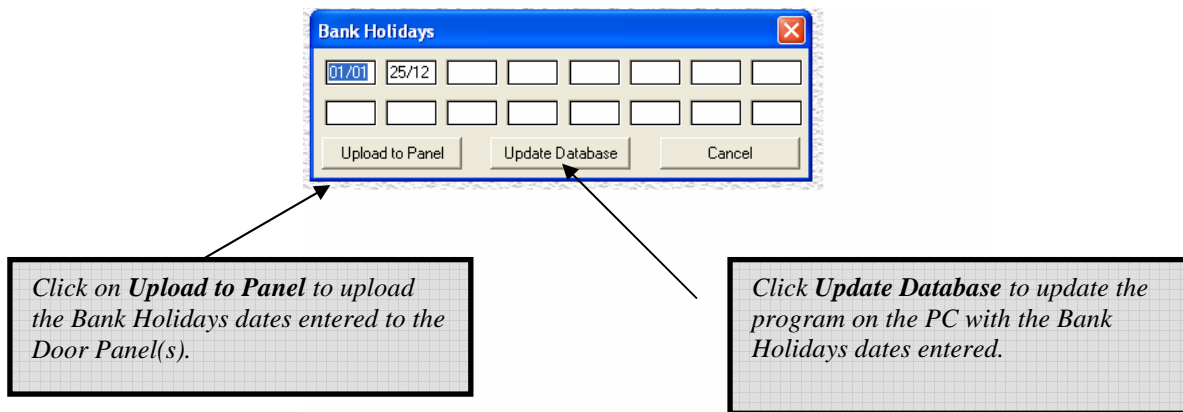 Bank Holidays
01/01 25/12
Upload to Panel Update Database Cancel
Click on Upload to Panel to upload
the Bank Holidays dates entered to the
Door Panel(s).
Click Update Database to update the
program on the PC with the Bank
Holidays dates entered.